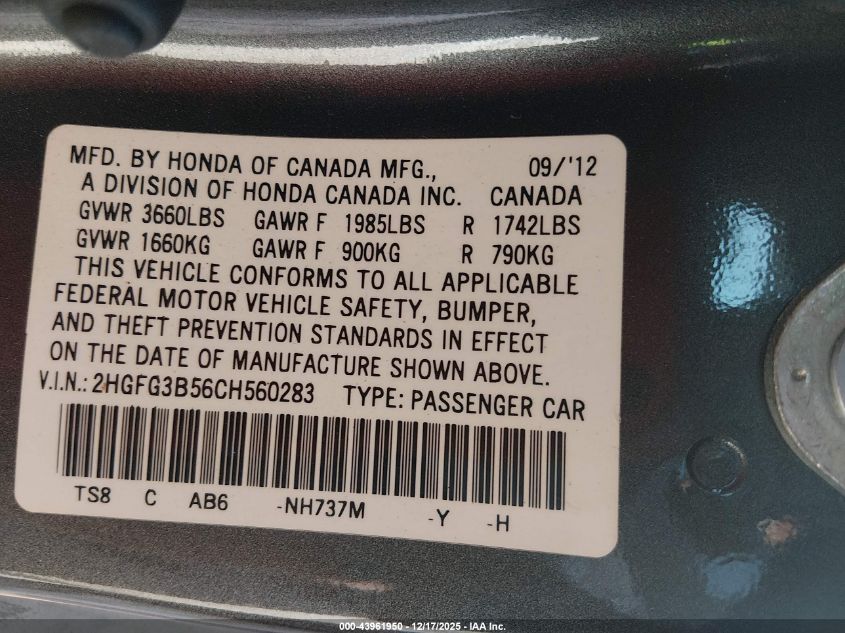 MFD. BY HONDA OF CANADA MFG., 09/'12
A DIVISION OF HONDA CANADA INC. CANADA
GVWR 3660LBS GAWR F 1985LBS R 1742LBS
GVWR 1660KG GAWR F 900KG R 790KG
THIS VEHICLE CONFORMS TO ALL APPLICABLE
FEDERAL MOTOR VEHICLE SAFETY, BUMPER,
AND THEFT PREVENTION STANDARDS IN EFFECT
ON THE DATE OF MANUFACTURE SHOWN ABOVE.
V.I.N.: 2HGFG3B56CH560283 TYPE: PASSENGER CAR
TS8 C AB6 -NH737M -Y -H
000-43961950 - 12/17/2025 - IAA Inc.